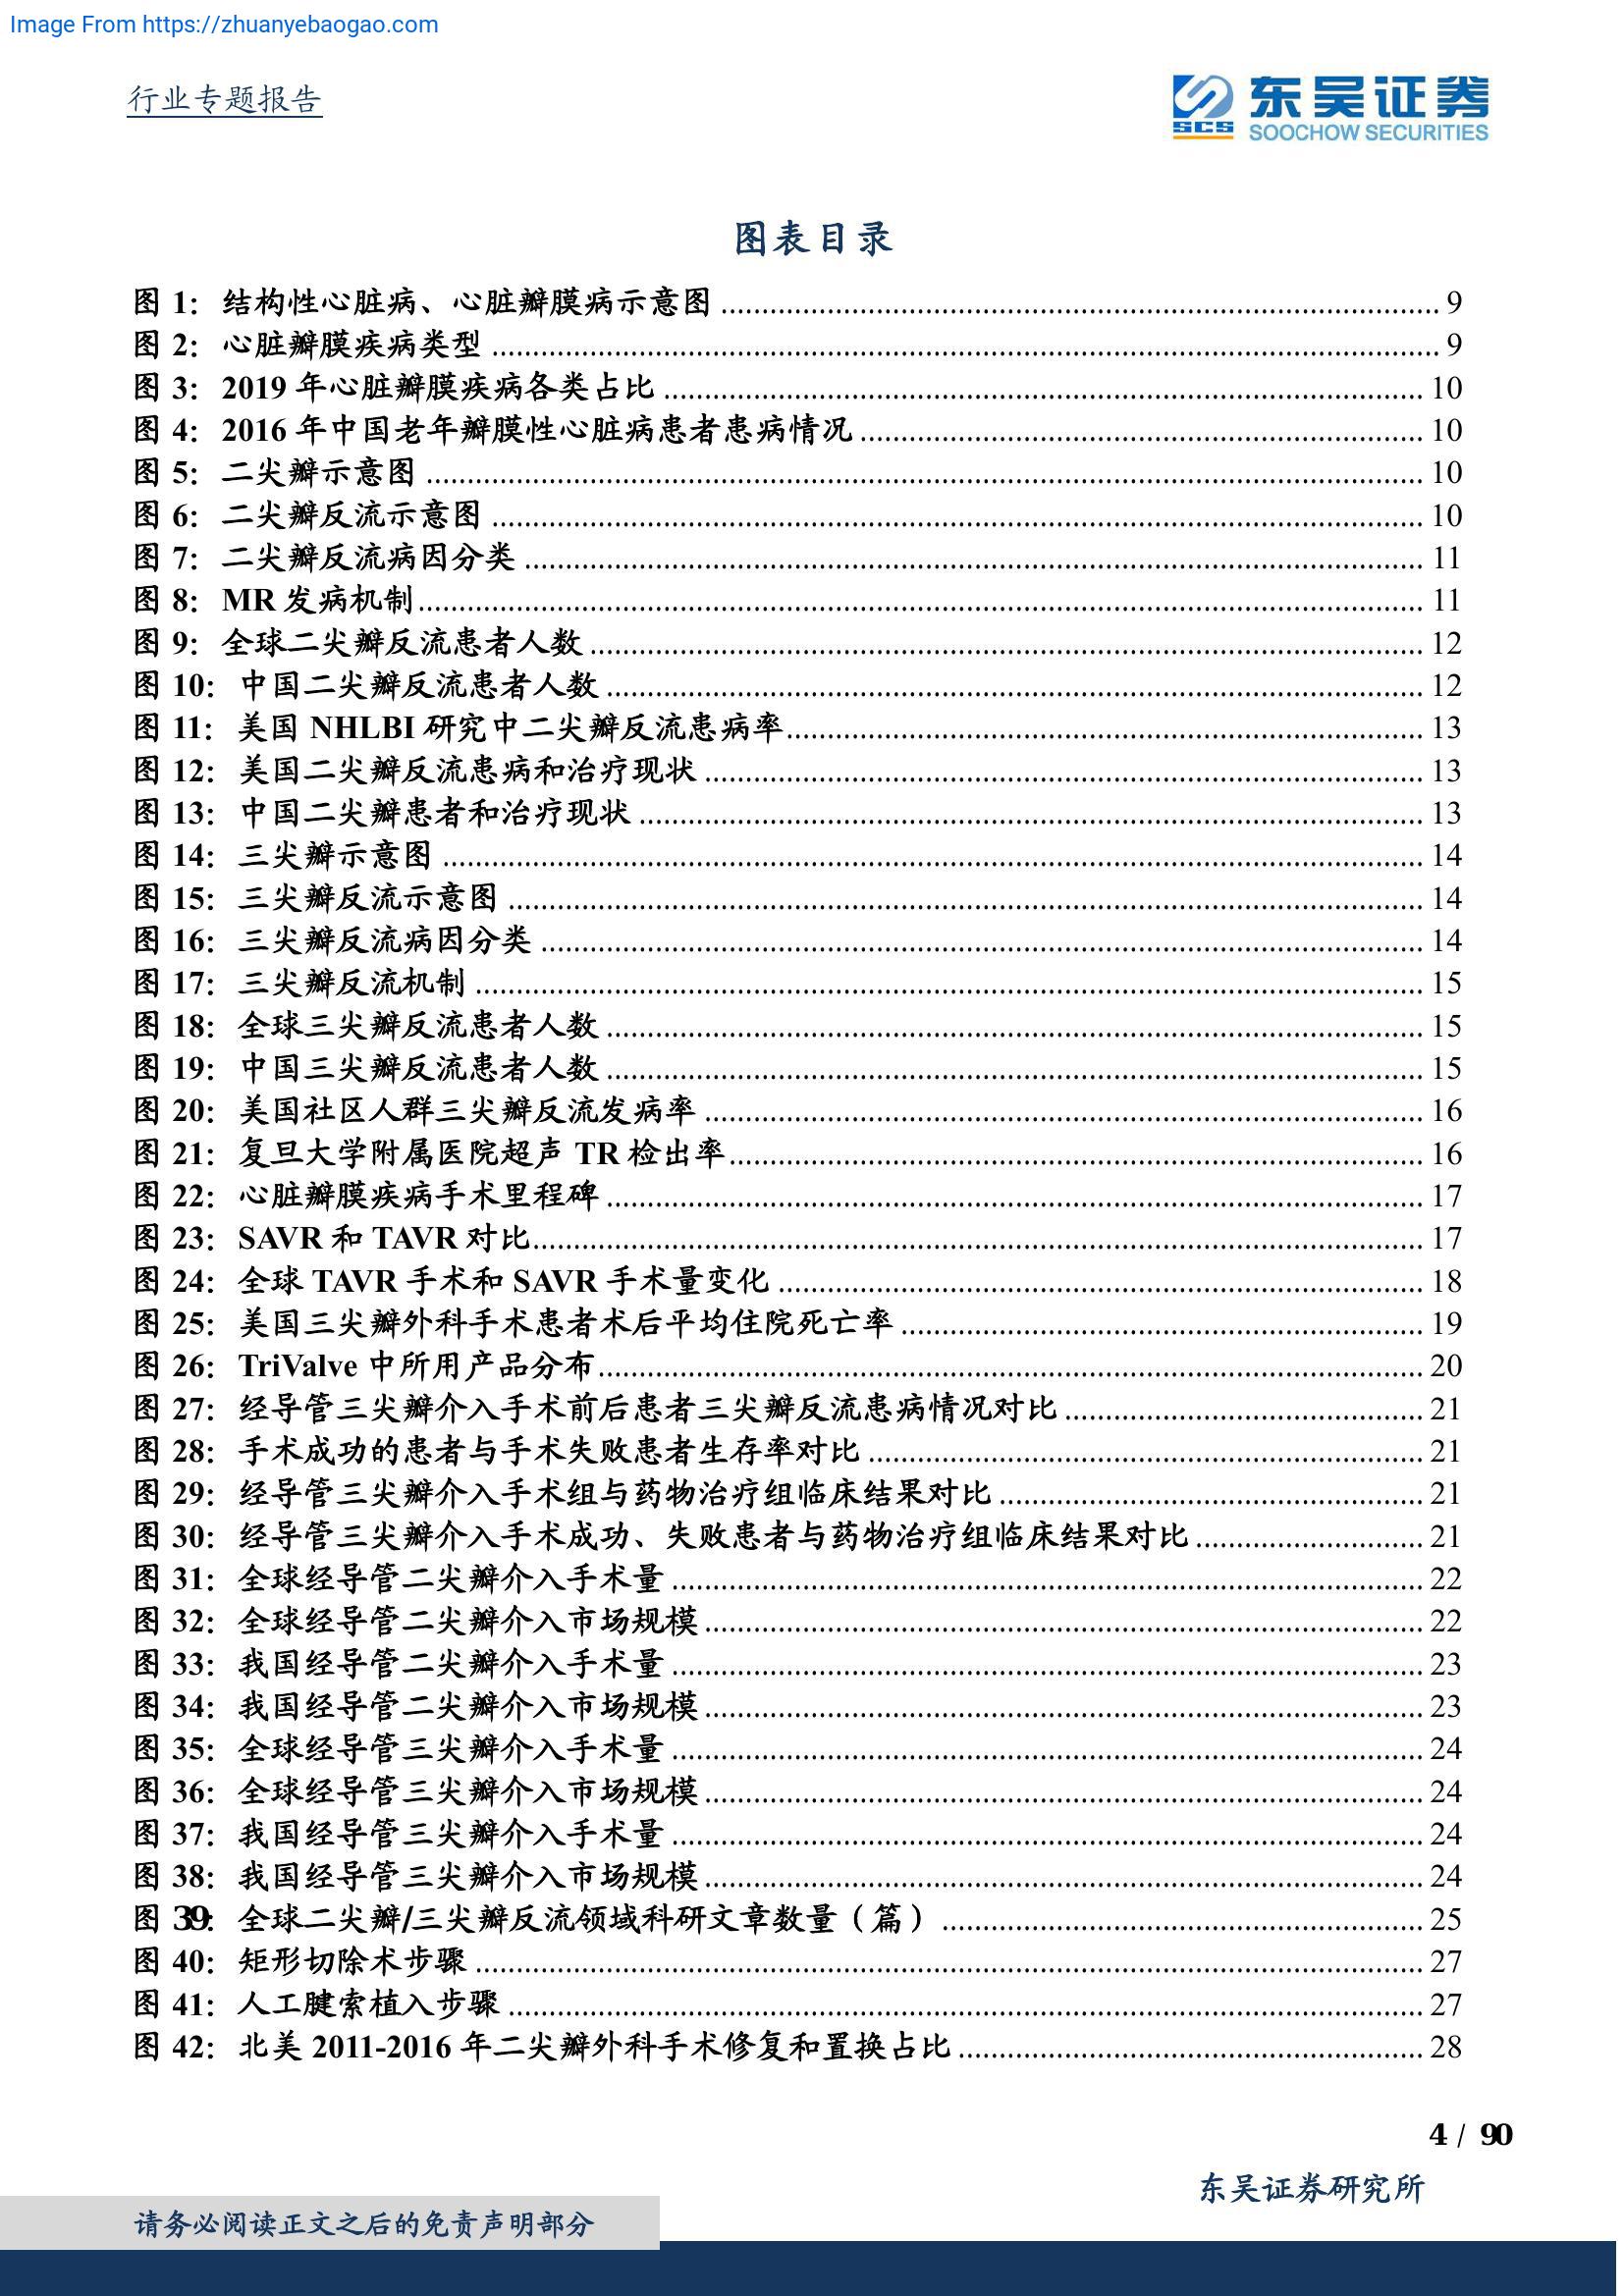 Image From https://zhuanyebaogao.com
行业专题报告
东吴证券
SCS
SOOCHOW SECURITIES
图表目录
图 1: 结构性心脏病、心脏瓣膜病示意图 ........ 9
图 2: 心脏瓣膜疾病类型 ........ 9
图 3: 2019 年心脏瓣膜疾病各类占比 ........ 10
图 4: 2016 年中国老年瓣膜性心脏病患者患病情况 ........ 10
图 5: 二尖瓣示意图 ........ 10
图 6: 二尖瓣反流示意图 ........ 10
图 7: 二尖瓣反流病因分类 ........ 11
图 8: MR 发病机制 ........ 11
图 9: 全球二尖瓣反流患者人数 ........ 12
图 10: 中国二尖瓣反流患者人数 ........ 12
图 11: 美国 NHLBI 研究中二尖瓣反流患病率 ........ 13
图 12: 美国二尖瓣反流患病和治疗现状 ........ 13
图 13: 中国二尖瓣患者和治疗现状 ........ 13
图 14: 三尖瓣示意图 ........ 14
图 15: 三尖瓣反流示意图 ........ 14
图 16: 三尖瓣反流病因分类 ........ 14
图 17: 三尖瓣反流机制 ........ 15
图 18: 全球三尖瓣反流患者人数 ........ 15
图 19: 中国三尖瓣反流患者人数 ........ 15
图 20: 美国社区人群三尖瓣反流发病率 ........ 16
图 21: 复旦大学附属医院超声 TR 检出率 ........ 16
图 22: 心脏瓣膜疾病手术里程碑 ........ 17
图 23: SAVR 和 TAVR 对比 ........ 17
图 24: 全球 TAVR 手术和 SAVR 手术量变化 ........ 18
图 25: 美国三尖瓣外科手术患者术后平均住院死亡率 ........ 19
图 26: TriValve 中所用产品分布 ........ 20
图 27: 经导管三尖瓣介入手术前后患者三尖瓣反流患病情况对比 ........ 21
图 28: 手术成功的患者与手术失败患者生存率对比 ........ 21
图 29: 经导管三尖瓣介入手术组与药物治疗组临床结果对比 ........ 21
图 30: 经导管三尖瓣介入手术成功、失败患者与药物治疗组临床结果对比 ........ 21
图 31: 全球经导管二尖瓣介入手术量 ........ 22
图 32: 全球经导管二尖瓣介入市场规模 ........ 22
图 33: 我国经导管二尖瓣介入手术量 ........ 23
图 34: 我国经导管二尖瓣介入市场规模 ........ 23
图 35: 全球经导管三尖瓣介入手术量 ........ 24
图 36: 全球经导管三尖瓣介入市场规模 ........ 24
图 37: 我国经导管三尖瓣介入手术量 ........ 24
图 38: 我国经导管三尖瓣介入市场规模 ........ 24
图 39: 全球二尖瓣/三尖瓣反流领域科研文章数量（篇） ........ 25
图 40: 矩形切除术步骤 ........ 27
图 41: 人工腱索植入步骤 ........ 27
图 42: 北美 2011-2016 年二尖瓣外科手术修复和置换占比 ........ 28
4 / 90
东吴证券研究所
请务必阅读正文之后的免责声明部分